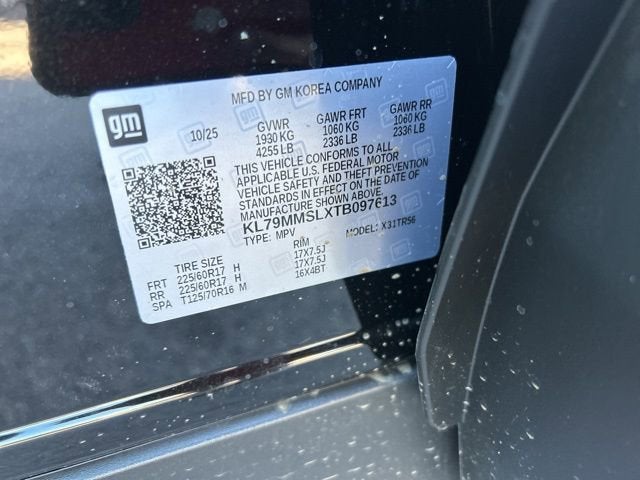 MFD BY GM KOREA COMPANY
gm
10/25 GVWR GAWR FRT GAWR RR
1930 KG 1060 KG 1060 KG
4255 LB 2336 LB 2336 LB
THIS VEHICLE CONFORMS TO ALL
APPLICABLE U.S. FEDERAL MOTOR
VEHICLE SAFETY AND THEFT PREVENTION
STANDARDS IN EFFECT ON THE DATE OF
MANUFACTURE SHOWN ABOVE.
KL79MMSLXTB097613
TYPE: MPV MODEL: X31TR56
TIRE SIZE RIM
FRT 225/60R17 H 17X7.5J
RR 225/60R17 H 17X7.5J
SPA T125/70R16 M 16X4BT